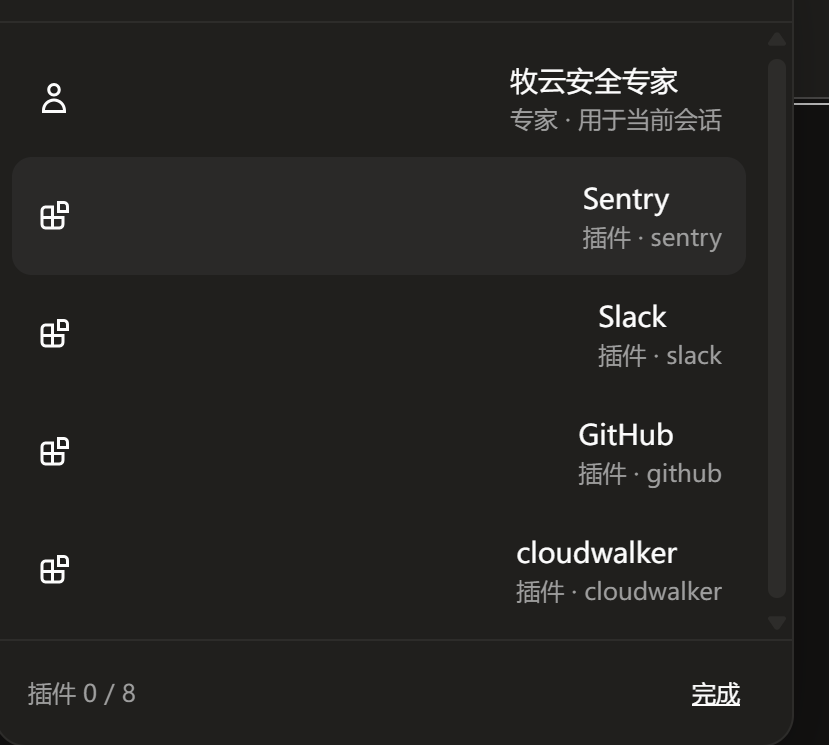 牧云安全专家
专家 · 用于当前会话
Sentry
插件 · sentry
Slack
插件 · slack
GitHub
插件 · github
cloudwalker
插件 · cloudwalker
插件 0 / 8
完成